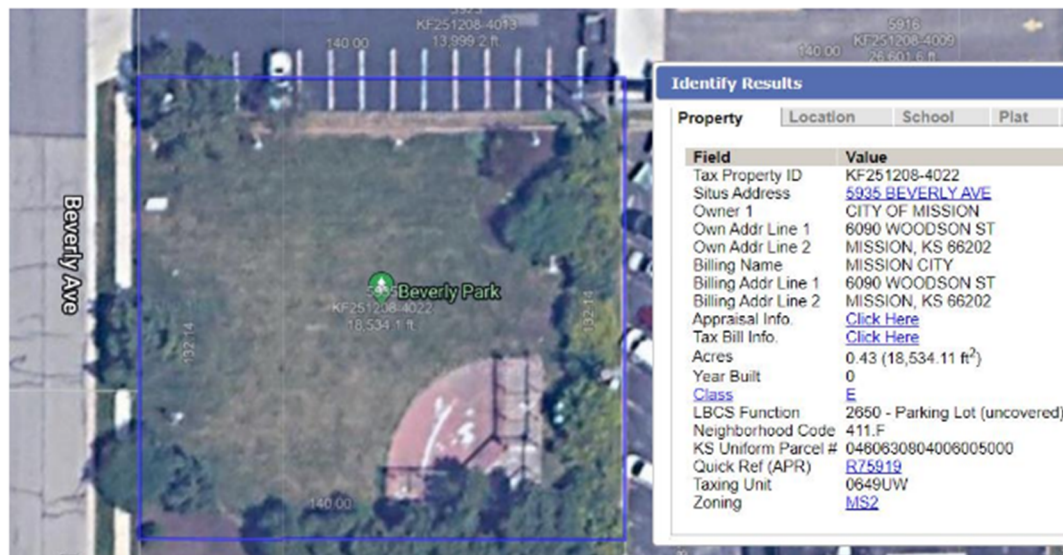 5925
KF251208-4013
13,999.2 ft
140.00
5916
KF251208-4009
26,601.6 ft
140.00
Beverly Ave
Beverly Park
KF251208-4022
18,534.1 ft
132.14
132.14
140.00
Identify Results
Property Location School Plat
Field Value
Tax Property ID KF251208-4022
Situs Address 5935 BEVERLY AVE
Owner 1 CITY OF MISSION
Own Addr Line 1 6090 WOODSON ST
Own Addr Line 2 MISSION, KS 66202
Billing Name MISSION CITY
Billing Addr Line 1 6090 WOODSON ST
Billing Addr Line 2 MISSION, KS 66202
Appraisal Info. Click Here
Tax Bill Info. Click Here
Acres 0.43 (18,534.11 ft²)
Year Built 0
Class E
LBCS Function 2650 - Parking Lot (uncovered)
Neighborhood Code 411.F
KS Uniform Parcel # 0460630804006005000
Quick Ref (APR) R75919
Taxing Unit 0649UW
Zoning MS2